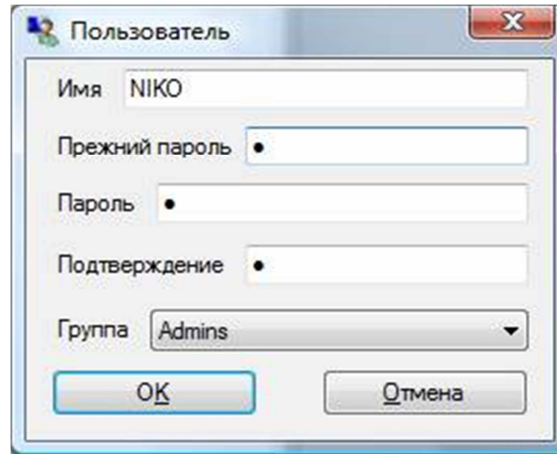 Пользователь
Имя NIKO
Прежний пароль ●
Пароль ●
Подтверждение ●
Группа Admins
OK Отмена